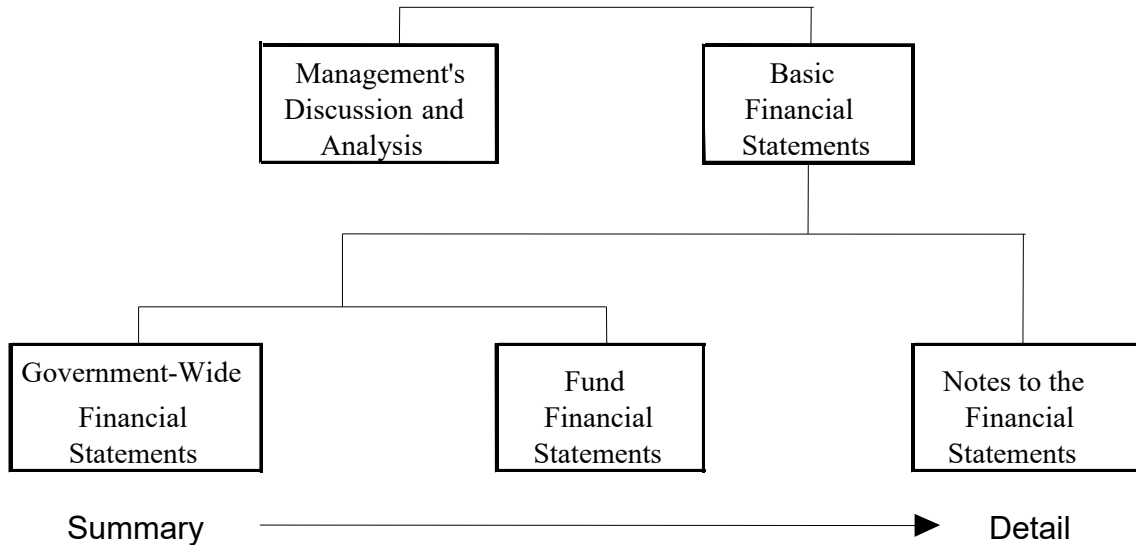 Management's
Discussion and
Analysis
Basic
Financial
Statements
Government-Wide
Financial
Statements
Fund
Financial
Statements
Notes to the
Financial
Statements
Summary
Detail